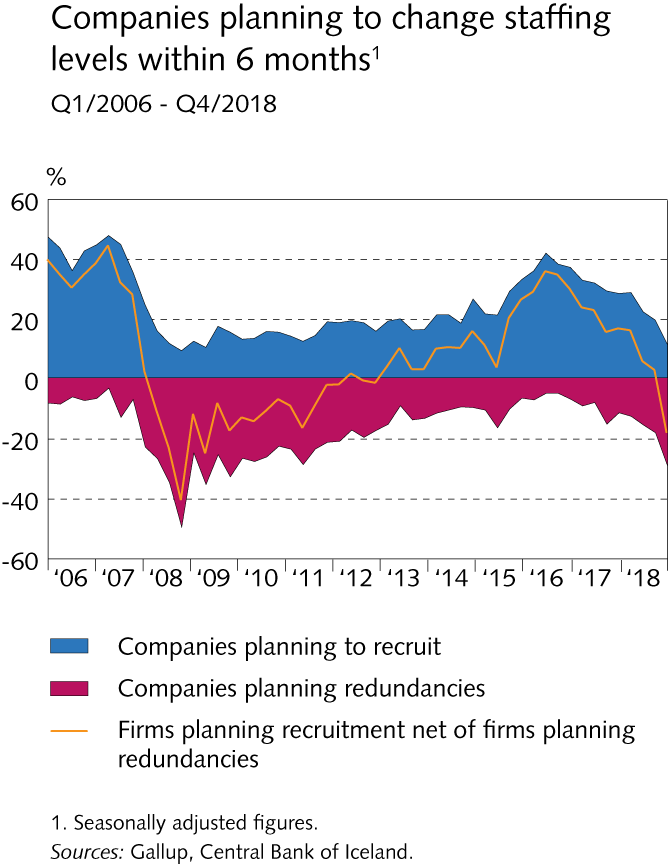 Companies planning to change staffing
levels within 6 months¹
Q1/2006 - Q4/2018
%
60
40
20
0
-20
-40
-60
‘06 ‘07 ‘08 ‘09 ‘10 ‘11 ‘12 ‘13 ‘14 ‘15 ‘16 ‘17 ‘18
Companies planning to recruit
Companies planning redundancies
Firms planning recruitment net of firms planning
redundancies
1. Seasonally adjusted figures.
Sources: Gallup, Central Bank of Iceland.